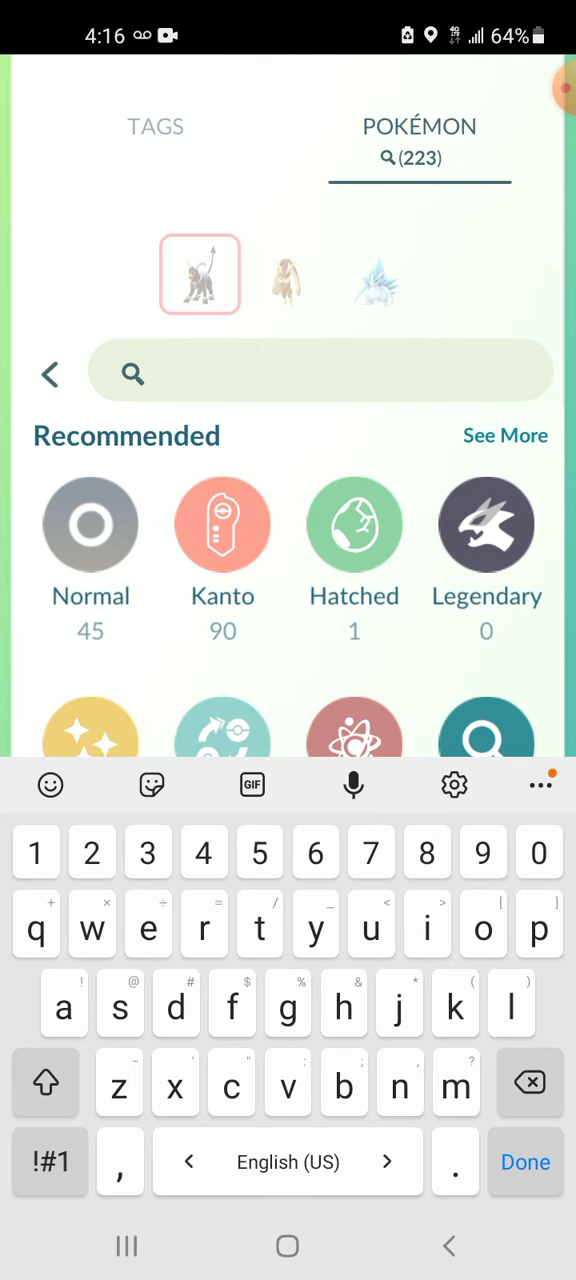 4:16 64%
TAGS POKÉMON
(223)
Recommended See More
Normal Kanto Hatched Legendary
45 90 1 0
GIF
1 2 3 4 5 6 7 8 9 0
+ × ÷ = / _ < > [ ]
q w e r t y u i o p
! @ # $ % & * ( )
a s d f g h j k l
- ' " : ; , ?
z x c v b n m
!#1 , < English (US) > . Done